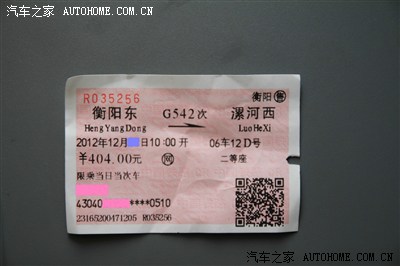 汽车之家 | AUTOHOME.COM.CN
R035256
衡阳 售
衡阳东 G542次 漯河西
HengYangDong LuoHeXi
2012年12月 日10:00开 06车12D号
￥404.00元 二等座
限乘当日当次车
43040 ****0510
23165200471205 R035256
汽车之家 | AUTOHOME.COM.CN